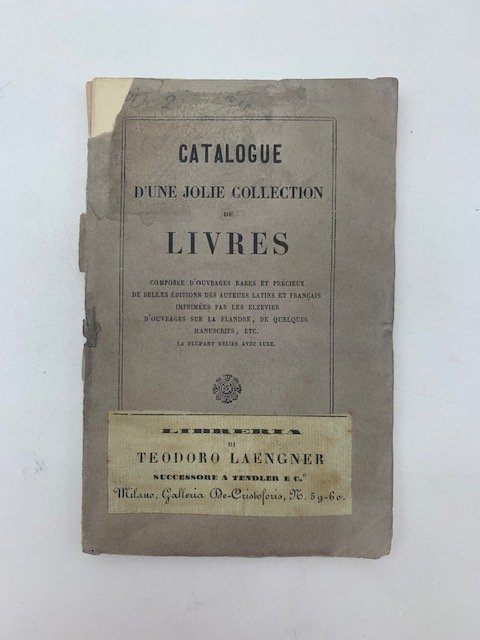 CATALOGUE
D'UNE JOLIE COLLECTION
DE
LIVRES
COMPOSÉE D'OUVRAGES RARES ET PRÉCIEUX
DE BELLES ÉDITIONS DES AUTEURS LATINS ET FRANÇAIS
IMPRIMÉES PAR LES ELZEVIER
D'OUVRAGES SUR LA FLANDRE, DE QUELQUES
MANUSCRITS, ETC.
LA PLUPART RELIÉS AVEC LUXE.
LIBRERIA
DI
TEODORO LAENGNER
SUCCESSORE A TENDLER E C.º
Milano, Galleria De-Cristoforis, N. 59-60.